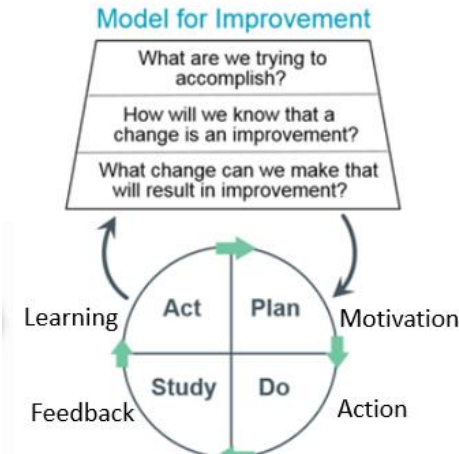 Model for Improvement
What are we trying to
accomplish?
How will we know that a
change is an improvement?
What change can we make that
will result in improvement?
Learning
Act
Plan
Motivation
Feedback
Study
Do
Action